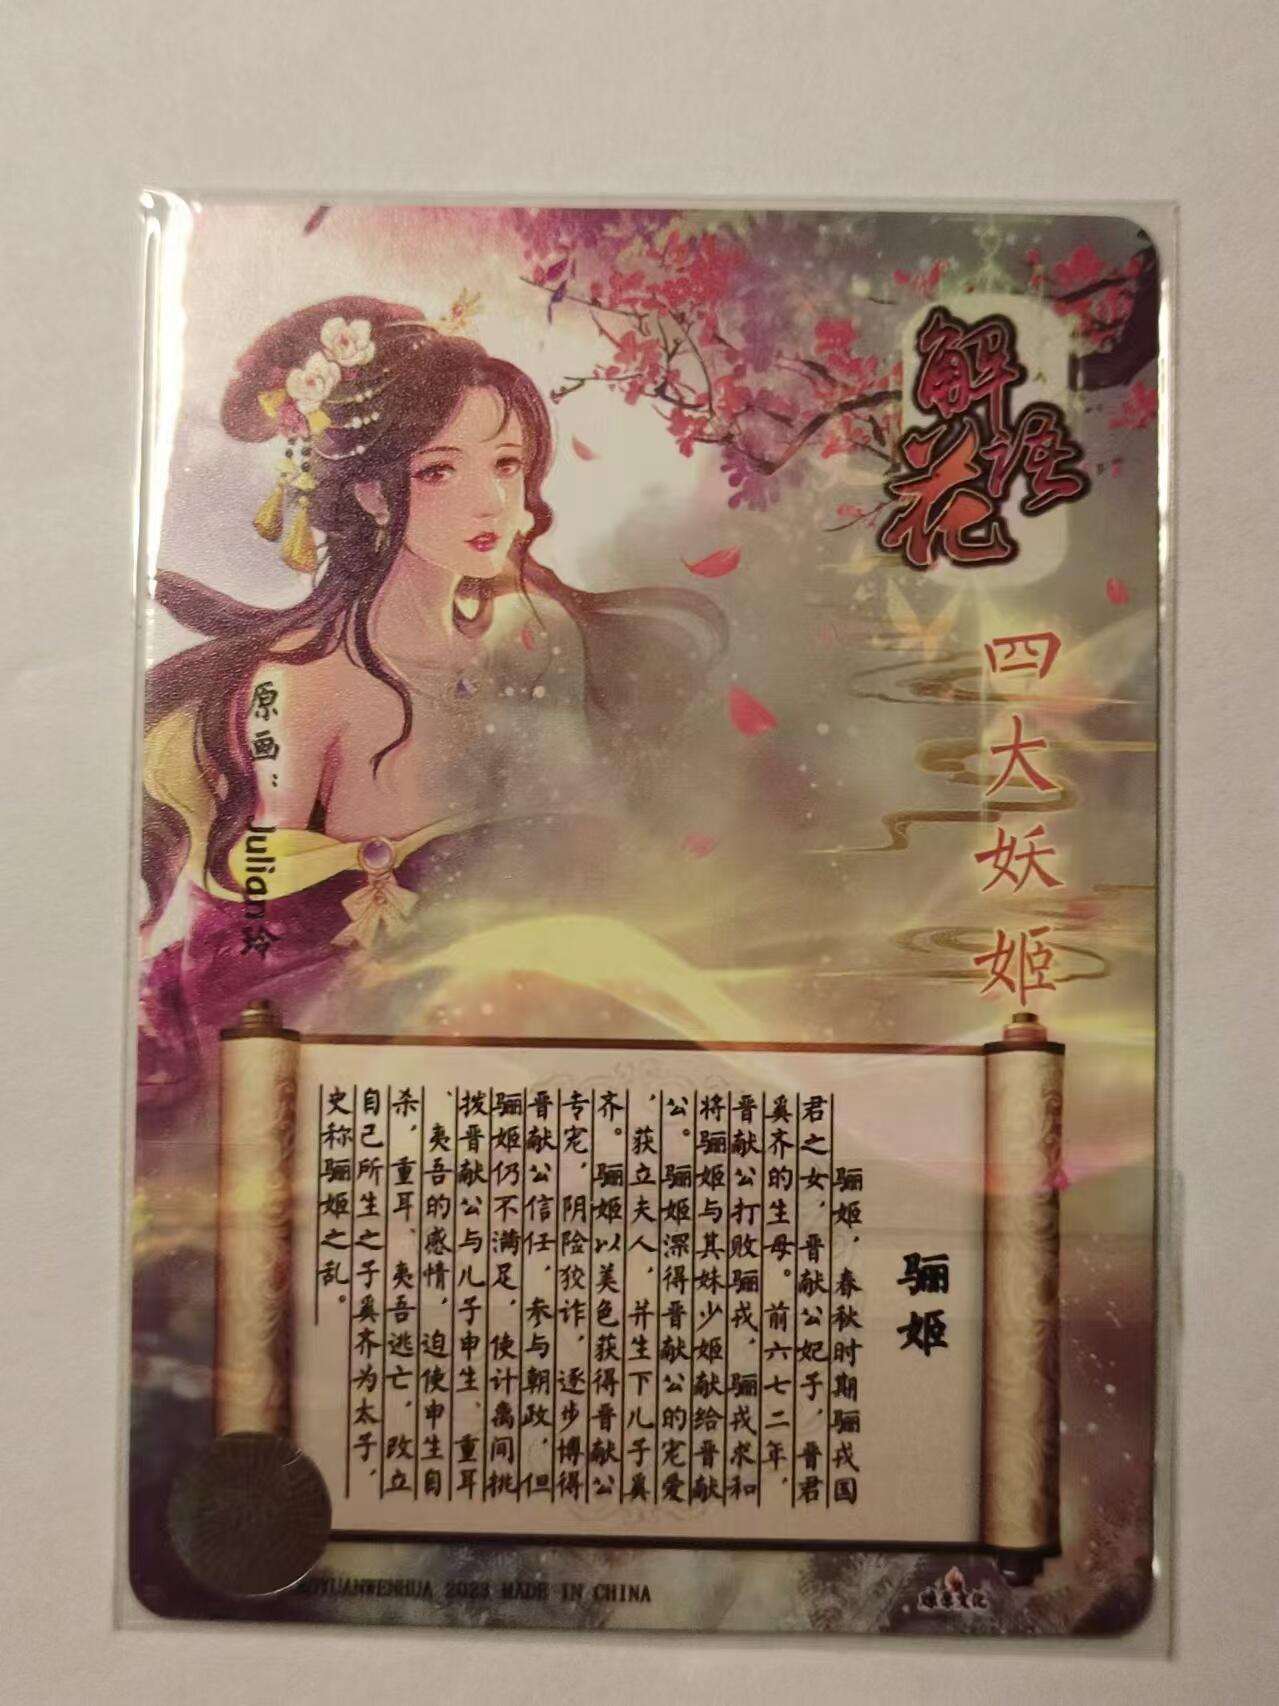 解语花
四大妖姬
原画：Julian冷
骊姬
骊姬，春秋时期骊戎国
君之女，晋献公妃子，晋君
奚齐的生母。前六七二年，
晋献公打败骊戎，骊戎求和
将骊姬与其妹少姬献给晋献
公。骊姬深得晋献公的宠爱
，获立夫人，并生下儿子奚
齐。骊姬以美色获得晋献公
专宠，阴险狡诈，逐步博得
晋献公信任，参与朝政，但
骊姬仍不满足，使计离间挑
拨晋献公与儿子申生、重耳
、夷吾的感情，迫使申生自
杀，重耳、夷吾逃亡，改立
自己所生之子奚齐为太子，
史称骊姬之乱。
YUANWENHUA 2023 MADE IN CHINA